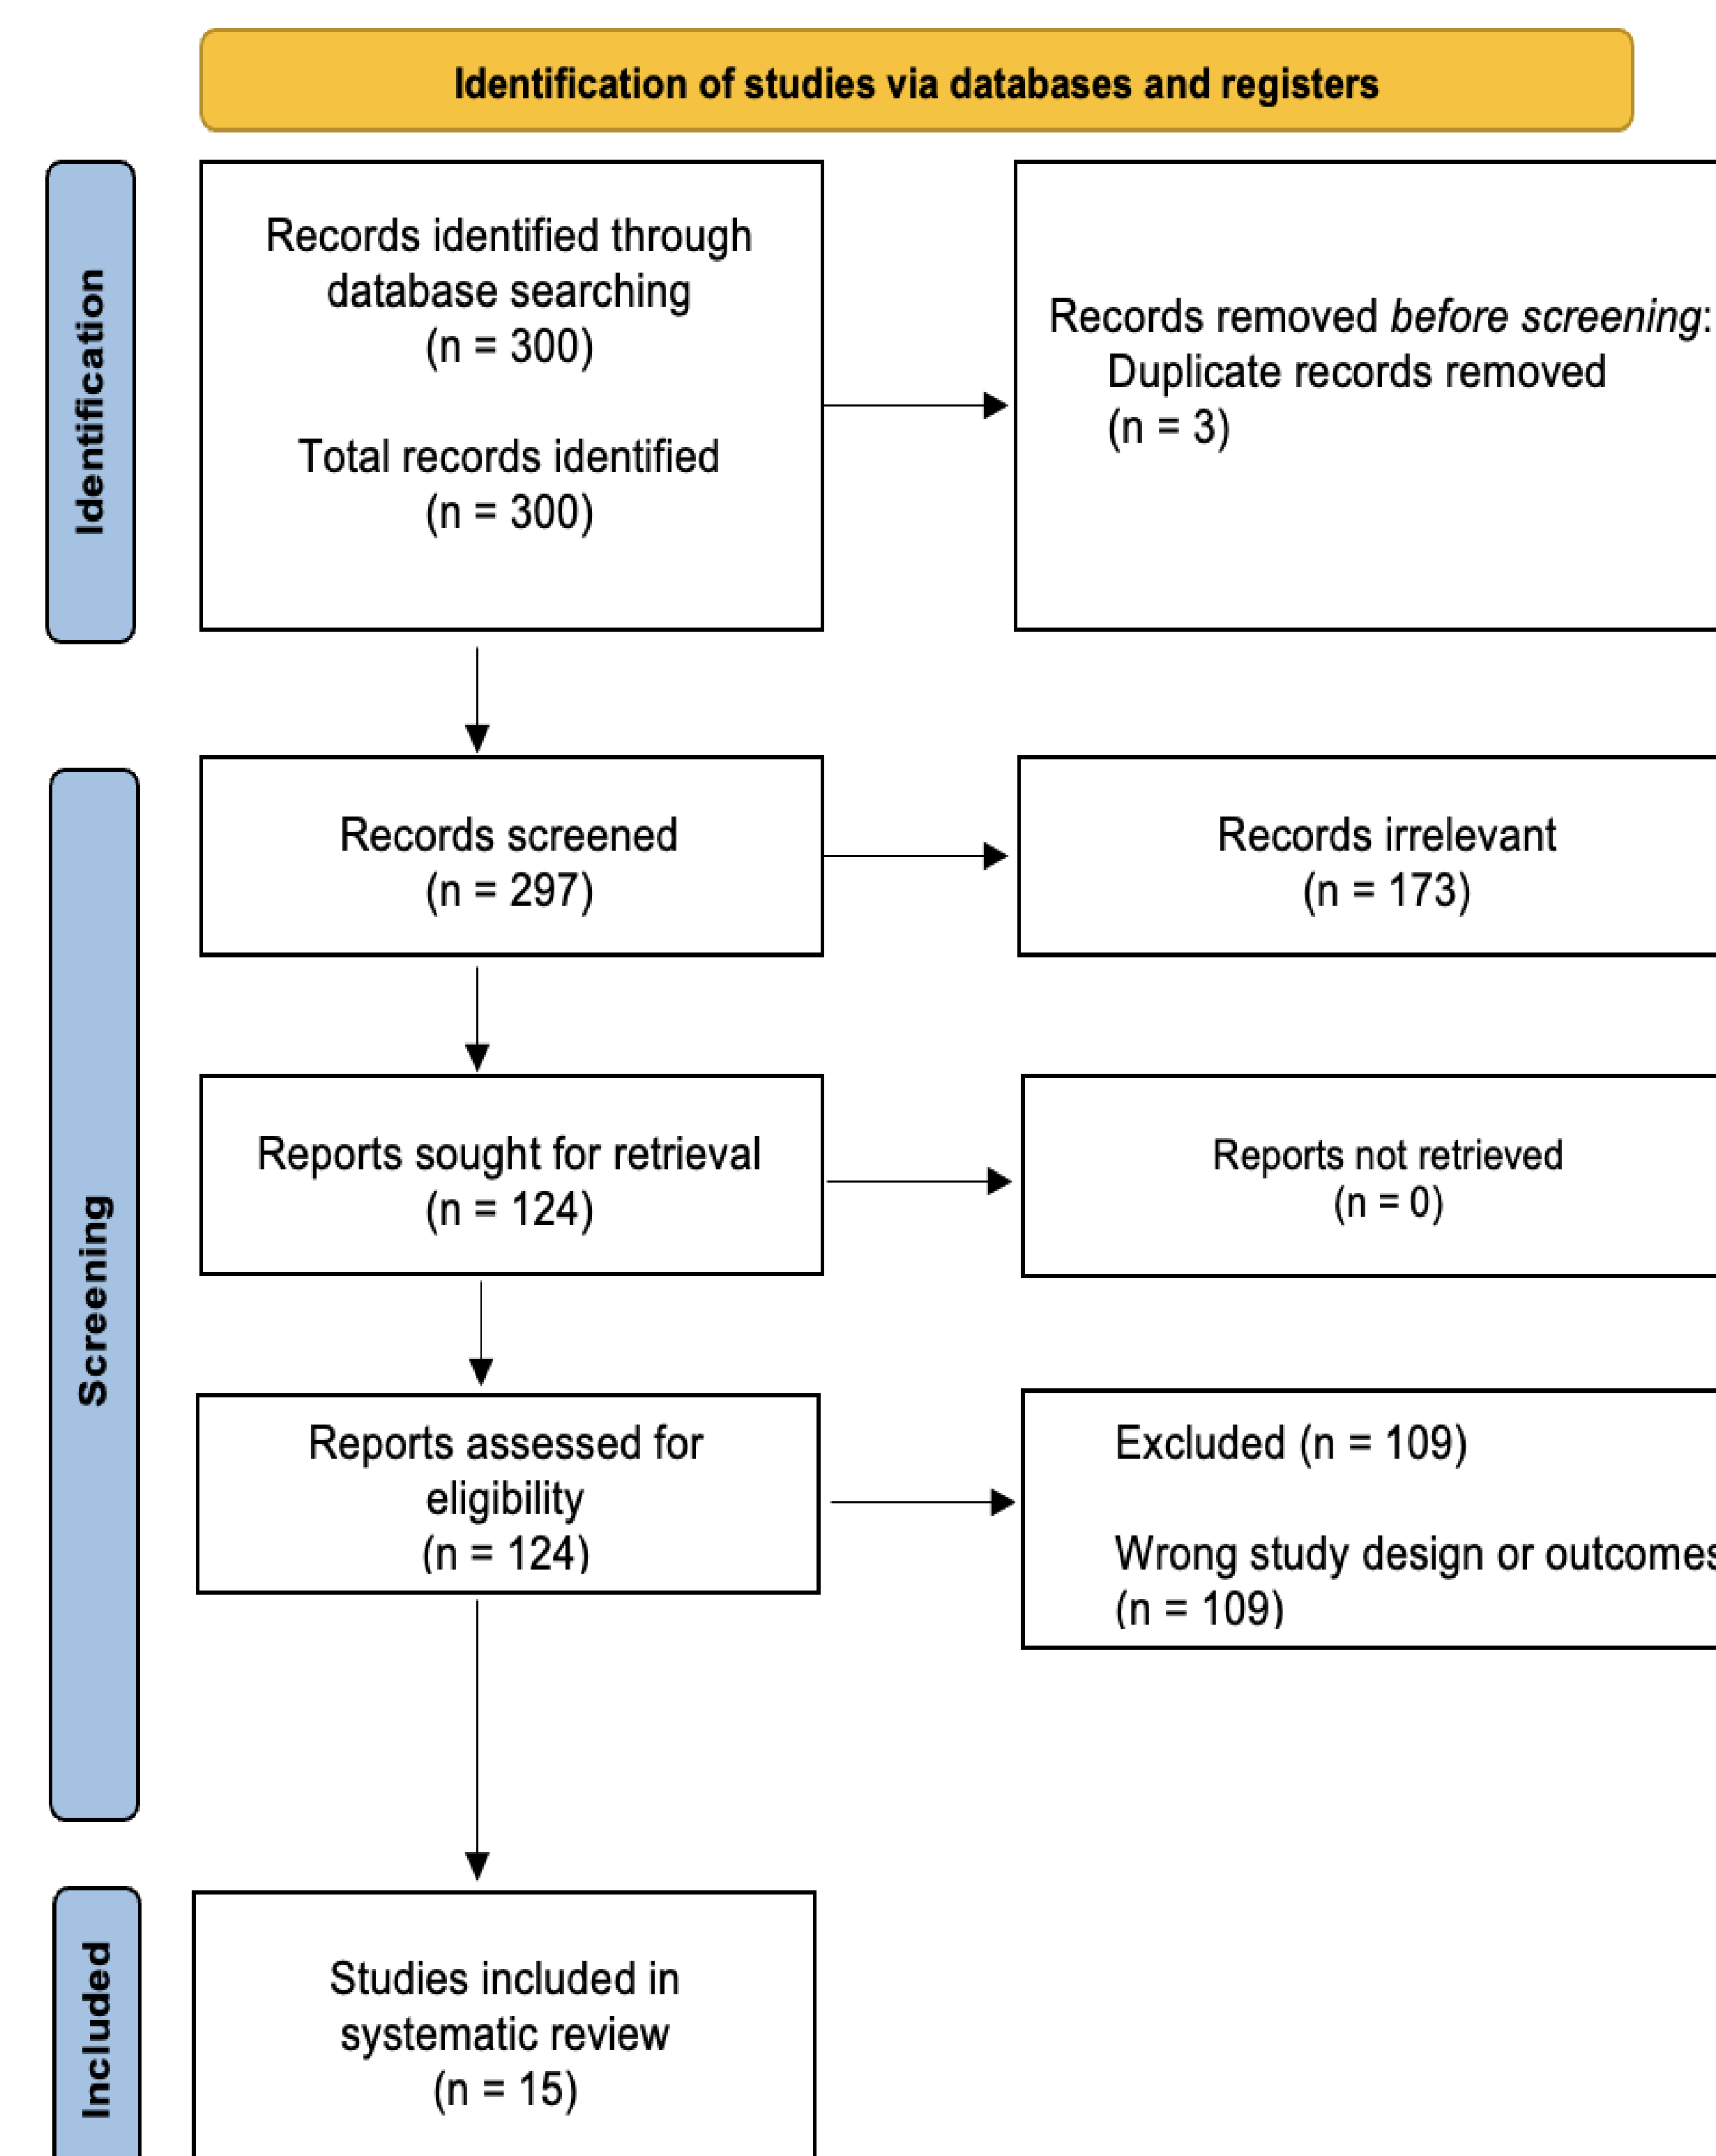 Identification of studies via databases and registers
Identification
Records identified through
database searching
(n = 300)
Total records identified
(n = 300)
Records removed before screening:
Duplicate records removed
(n = 3)
Screening
Records screened
(n = 297)
Records irrelevant
(n = 173)
Reports sought for retrieval
(n = 124)
Reports not retrieved
(n = 0)
Reports assessed for
eligibility
(n = 124)
Excluded (n = 109)
Wrong study design or outcomes
(n = 109)
Included
Studies included in
systematic review
(n = 15)